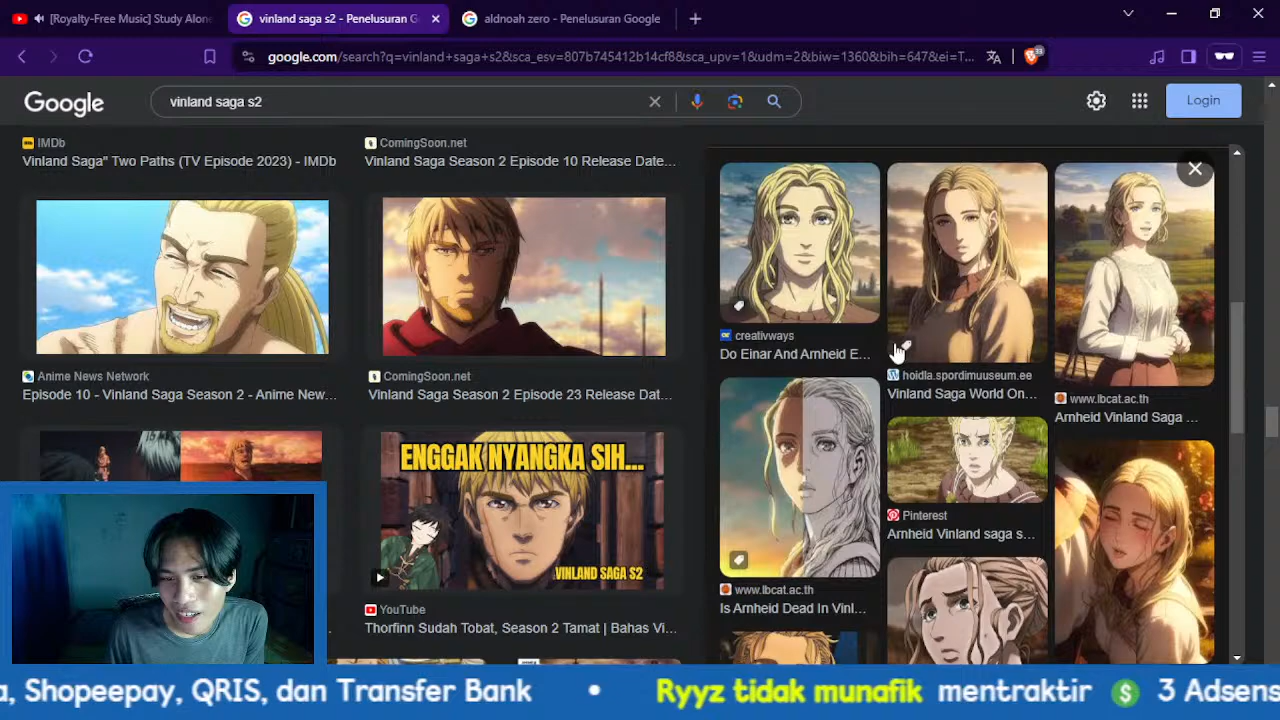 [Royalty-Free Music] Study Alone
vinland saga s2 - Penelusuran G
aldnoah zero - Penelusuran Google
google.com/search?q=vinland+saga+s2&sca_esv=807b745412b14cf8&sca_upv=1&udm=2&biw=1360&bih=647&ei=T...
33
Google
vinland saga s2
Login
IMDb
Vinland Saga" Two Paths (TV Episode 2023) - IMDb
ComingSoon.net
Vinland Saga Season 2 Episode 10 Release Date...
Anime News Network
Episode 10 - Vinland Saga Season 2 - Anime New...
ComingSoon.net
Vinland Saga Season 2 Episode 23 Release Dat...
ENGGAK NYANGKA SIH...
VINLAND SAGA S2
YouTube
Thorfinn Sudah Tobat, Season 2 Tamat | Bahas Vi...
creativways
Do Einar And Arnheid E...
hoidla.spordimuuseum.ee
Vinland Saga World On...
www.lbcat.ac.th
Arnheid Vinland Saga ...
Pinterest
Arnheid Vinland saga s...
www.lbcat.ac.th
Is Arnheid Dead In Vinl...
a, Shopeepay, QRIS, dan Transfer Bank • Ryyz tidak munafik mentraktir $ 3 Adsens